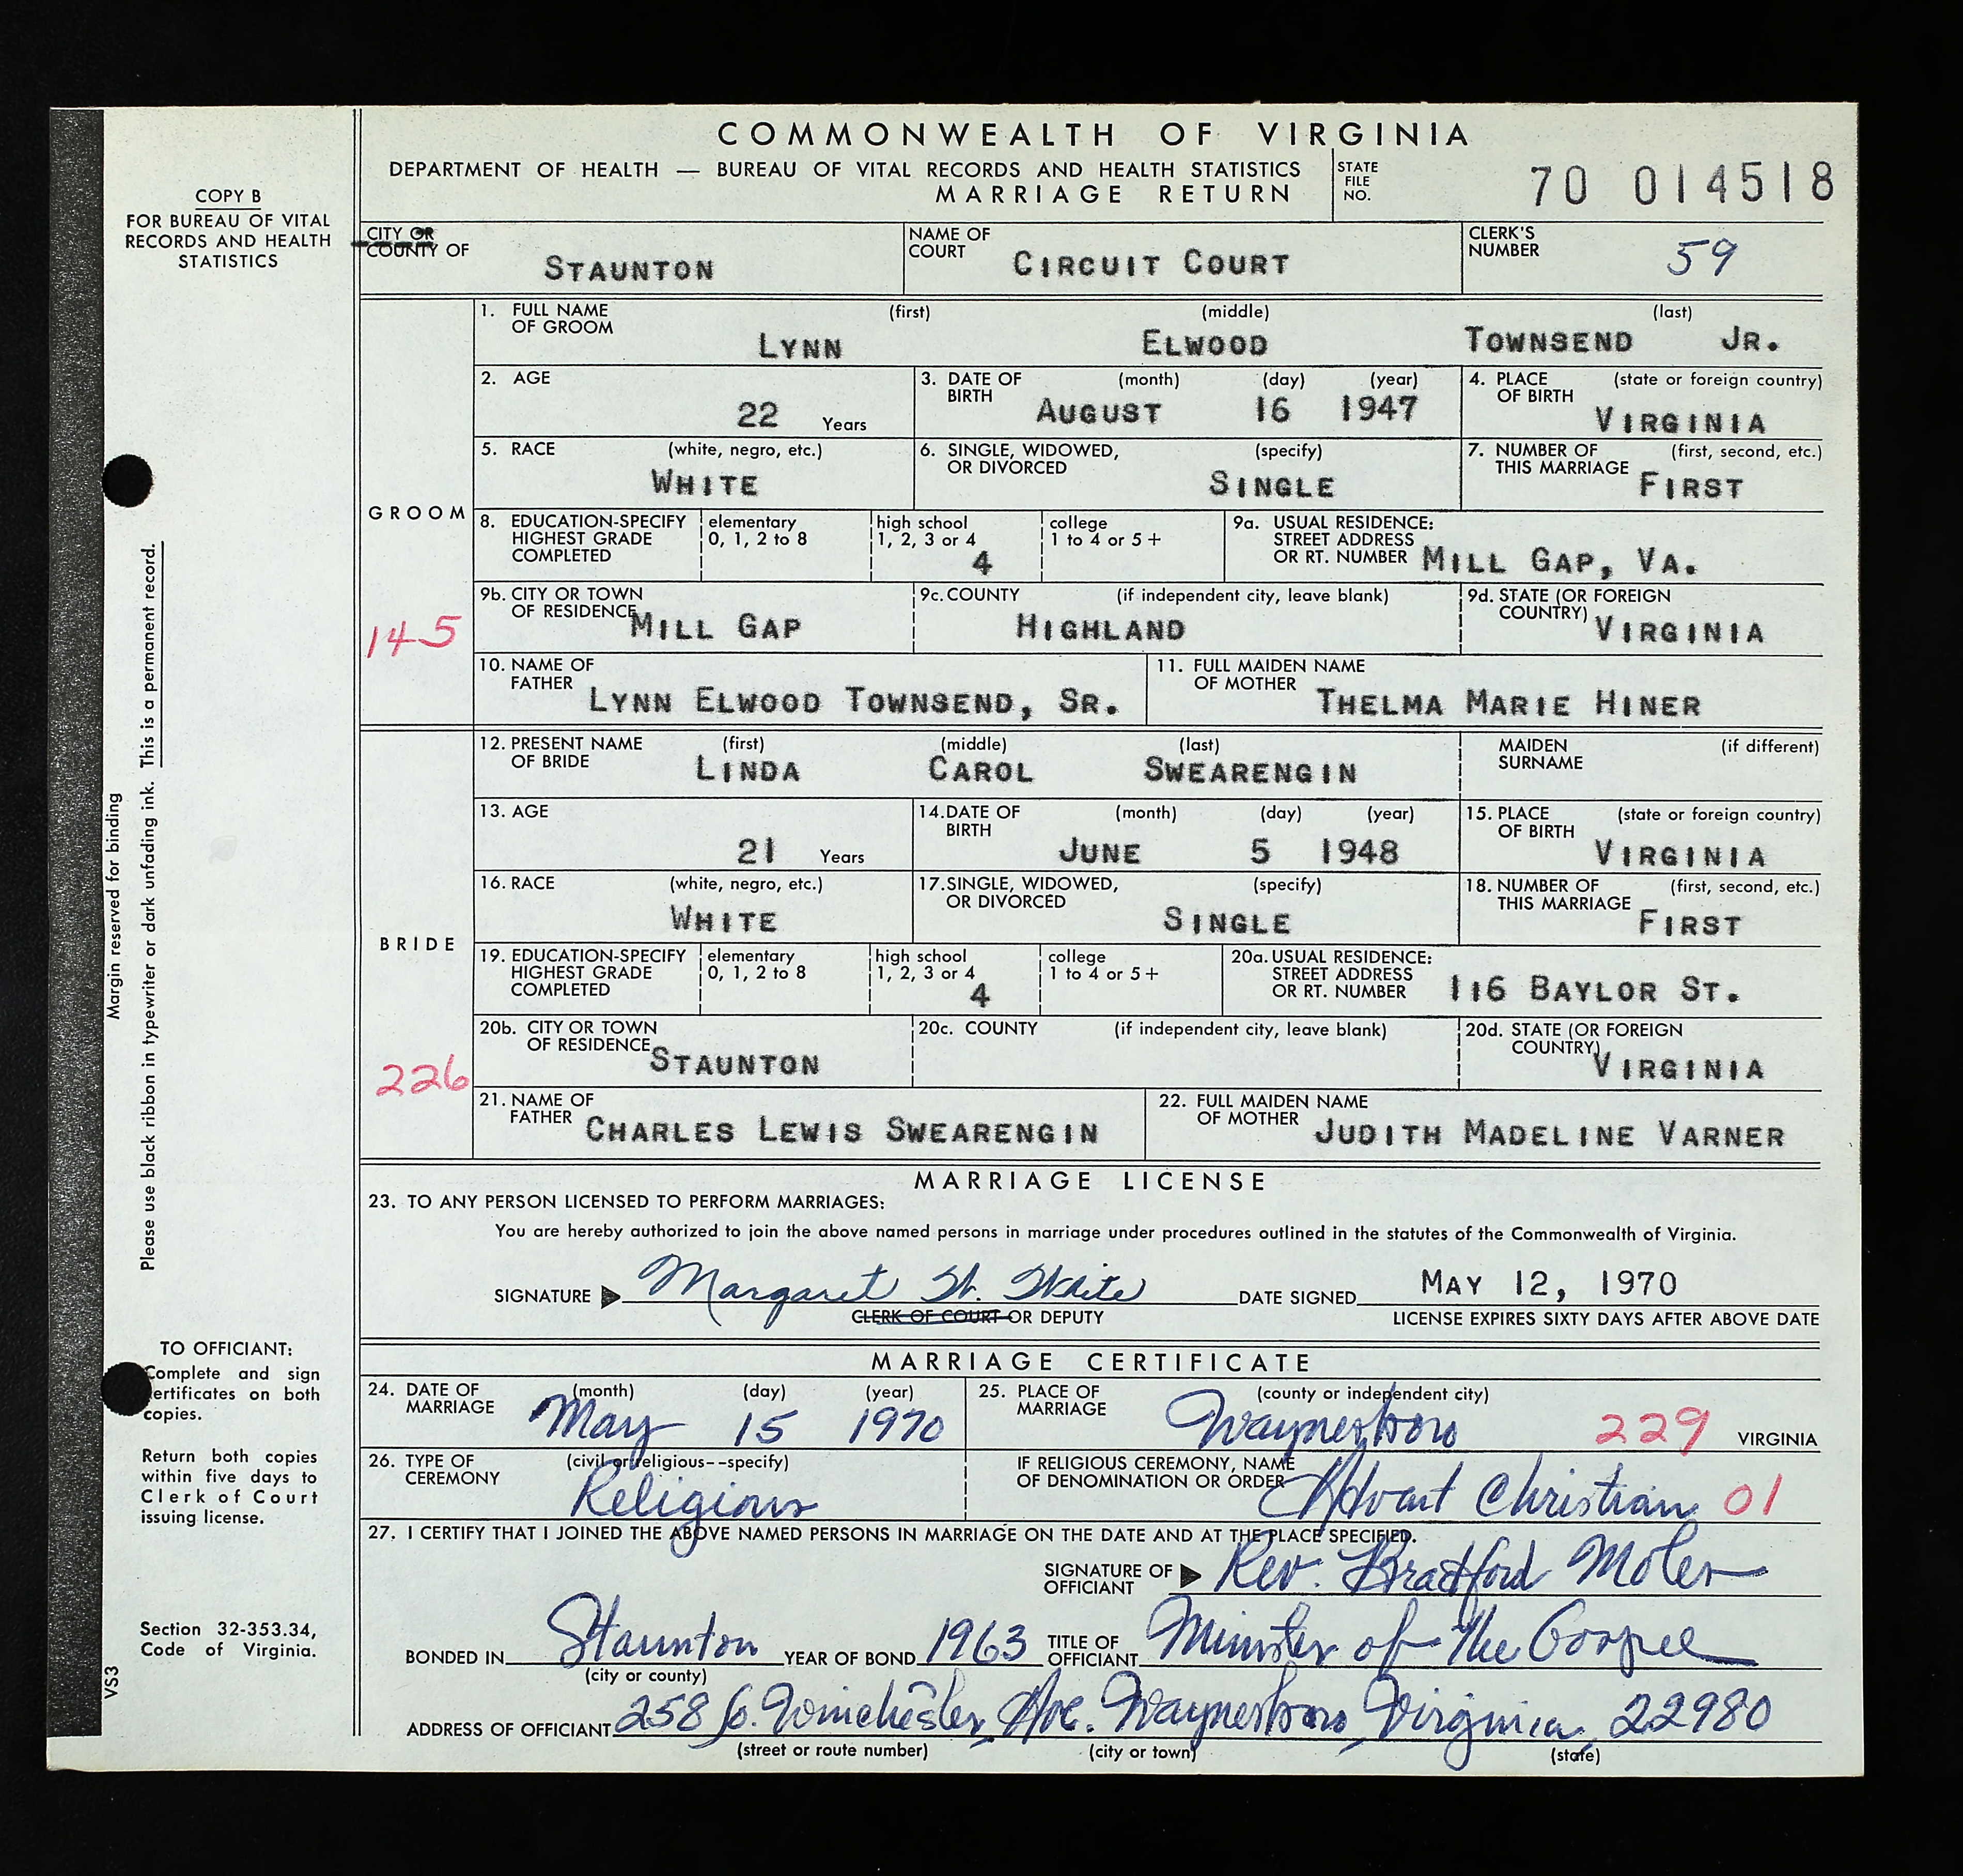 COMMONWEALTH OF VIRGINIA
DEPARTMENT OF HEALTH — BUREAU OF VITAL RECORDS AND HEALTH STATISTICS
MARRIAGE RETURN
STATE FILE NO. 70 014518
COPY B
FOR BUREAU OF VITAL
RECORDS AND HEALTH
STATISTICS
CITY OR COUNTY OF STAUNTON
NAME OF COURT CIRCUIT COURT
CLERK'S NUMBER 59
GROOM
145
1. FULL NAME OF GROOM (first) LYNN (middle) ELWOOD (last) TOWNSEND JR.
2. AGE 22 Years
3. DATE OF BIRTH (month) AUGUST (day) 16 (year) 1947
4. PLACE OF BIRTH (state or foreign country) VIRGINIA
5. RACE (white, negro, etc.) WHITE
6. SINGLE, WIDOWED, OR DIVORCED (specify) SINGLE
7. NUMBER OF THIS MARRIAGE (first, second, etc.) FIRST
8. EDUCATION-SPECIFY HIGHEST GRADE COMPLETED elementary 0, 1, 2 to 8 high school 1, 2, 3 or 4 4 college 1 to 4 or 5+
9a. USUAL RESIDENCE: STREET ADDRESS OR RT. NUMBER MILL GAP, VA.
9b. CITY OR TOWN OF RESIDENCE MILL GAP
9c. COUNTY (if independent city, leave blank) HIGHLAND
9d. STATE (OR FOREIGN COUNTRY) VIRGINIA
10. NAME OF FATHER LYNN ELWOOD TOWNSEND, SR.
11. FULL MAIDEN NAME OF MOTHER THELMA MARIE HINER
BRIDE
226
12. PRESENT NAME OF BRIDE (first) LINDA (middle) CAROL (last) SWEARENGIN
MAIDEN SURNAME (if different)
13. AGE 21 Years
14. DATE OF BIRTH (month) JUNE (day) 5 (year) 1948
15. PLACE OF BIRTH (state or foreign country) VIRGINIA
16. RACE (white, negro, etc.) WHITE
17. SINGLE, WIDOWED, OR DIVORCED (specify) SINGLE
18. NUMBER OF THIS MARRIAGE (first, second, etc.) FIRST
19. EDUCATION-SPECIFY HIGHEST GRADE COMPLETED elementary 0, 1, 2 to 8 high school 1, 2, 3 or 4 4 college 1 to 4 or 5+
20a. USUAL RESIDENCE: STREET ADDRESS OR RT. NUMBER 116 BAYLOR ST.
20b. CITY OR TOWN OF RESIDENCE STAUNTON
20c. COUNTY (if independent city, leave blank)
20d. STATE (OR FOREIGN COUNTRY) VIRGINIA
21. NAME OF FATHER CHARLES LEWIS SWEARENGIN
22. FULL MAIDEN NAME OF MOTHER JUDITH MADELINE VARNER
MARRIAGE LICENSE
23. TO ANY PERSON LICENSED TO PERFORM MARRIAGES:
You are hereby authorized to join the above named persons in marriage under procedures outlined in the statutes of the Commonwealth of Virginia.
SIGNATURE Margaret W. White DATE SIGNED MAY 12, 1970
CLERK OF COURT OR DEPUTY
LICENSE EXPIRES SIXTY DAYS AFTER ABOVE DATE
MARRIAGE CERTIFICATE
24. DATE OF MARRIAGE (month) May (day) 15 (year) 1970
25. PLACE OF MARRIAGE (county or independent city) Waynesboro 229 VIRGINIA
26. TYPE OF CEREMONY (civil or religious--specify) Religious
IF RELIGIOUS CEREMONY, NAME OF DENOMINATION OR ORDER Advent Christian 01
27. I CERTIFY THAT I JOINED THE ABOVE NAMED PERSONS IN MARRIAGE ON THE DATE AND AT THE PLACE SPECIFIED.
SIGNATURE OF OFFICIANT Rev. Bradford Moler
BONDED IN Staunton (city or county) YEAR OF BOND 1963 TITLE OF OFFICIANT Minister of the Gospel
ADDRESS OF OFFICIANT 258 So. Winchester Ave. Waynesboro, Virginia, 22980
(street or route number) (city or town) (state)
Margin reserved for binding
Please use black ribbon in typewriter or dark unfading ink. This is a permanent record.
TO OFFICIANT:
Complete and sign
certificates on both
copies.
Return both copies
within five days to
Clerk of Court
issuing license.
Section 32-353.34,
Code of Virginia.
VS3